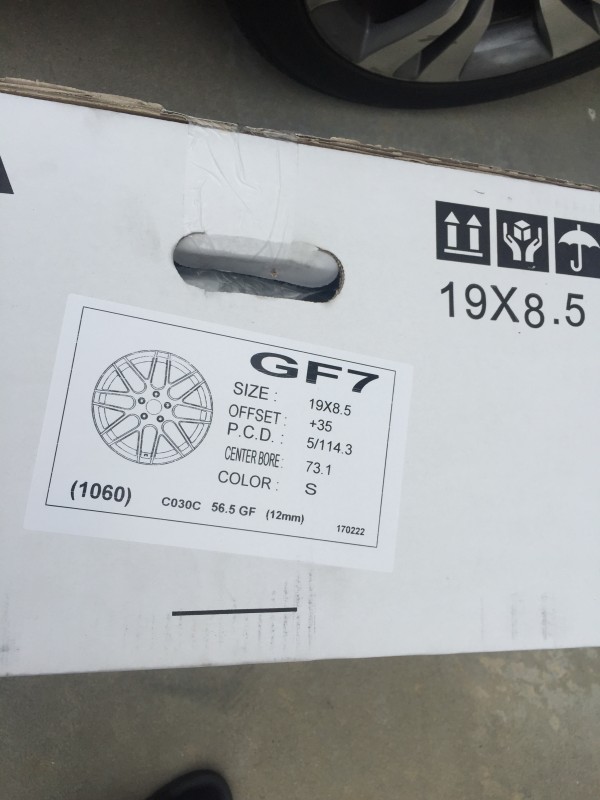 19X8.5
GF7
SIZE : 19X8.5
OFFSET : +35
P.C.D. : 5/114.3
CENTER BORE : 73.1
COLOR : S
(1060) C030C 56.5 GF (12mm) 170222